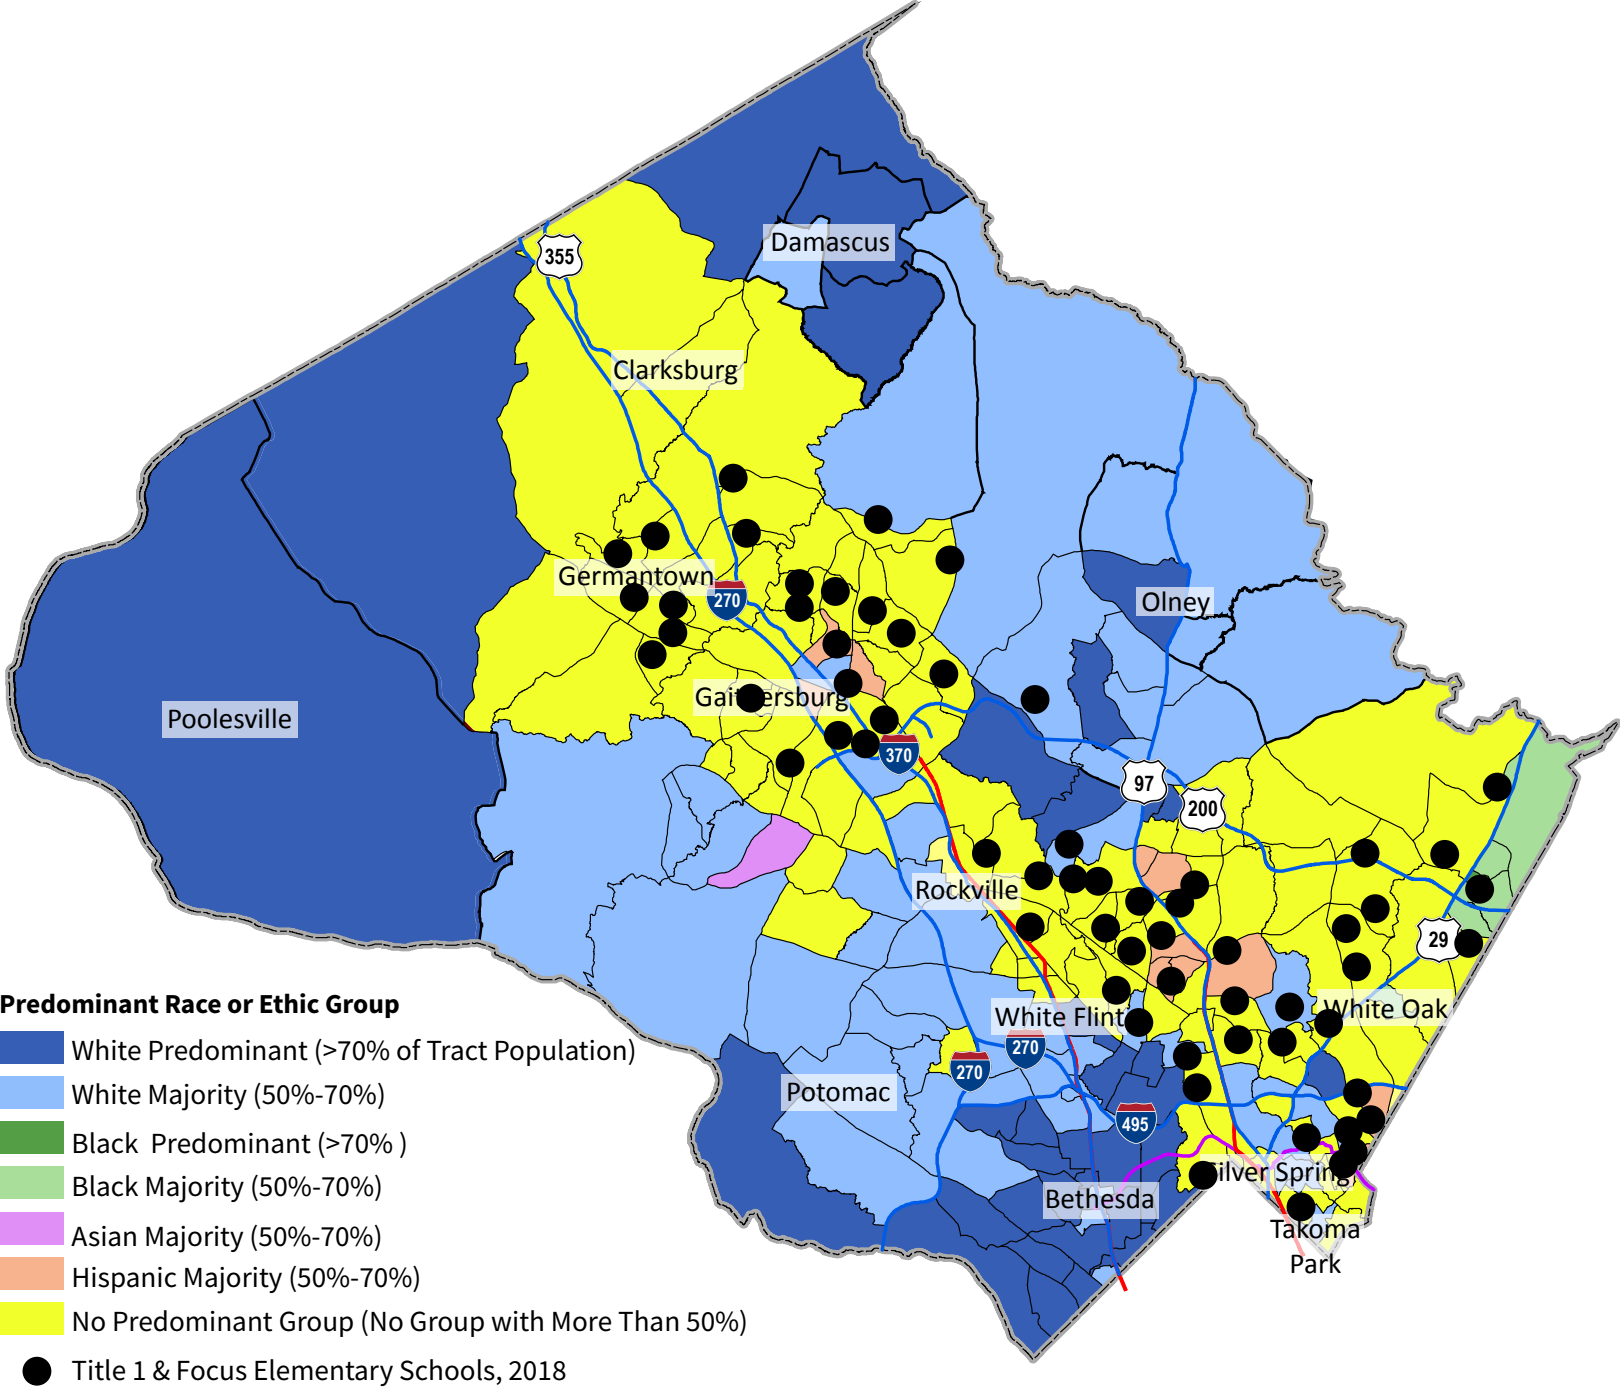 355
Damascus
Clarksburg
Germantown
270
Olney
Gaithersburg
Poolesville
370
97
200
Rockville
29
White Oak
White Flint
270
270
Potomac
495
Silver Spring
Bethesda
Takoma
Park
Predominant Race or Ethic Group
White Predominant (>70% of Tract Population)
White Majority (50%-70%)
Black Predominant (>70% )
Black Majority (50%-70%)
Asian Majority (50%-70%)
Hispanic Majority (50%-70%)
No Predominant Group (No Group with More Than 50%)
Title 1 & Focus Elementary Schools, 2018